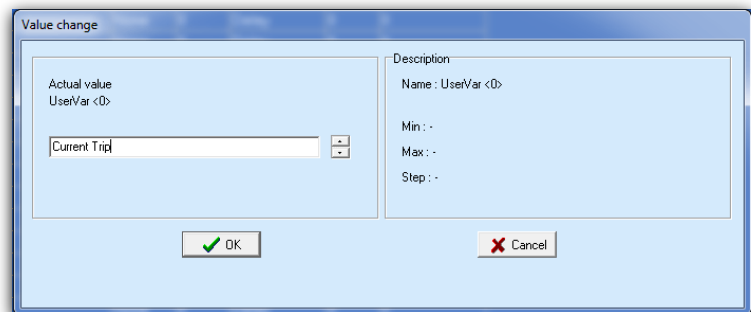 Value change
Actual value
UserVar <0>
Current Trip
OK
Description
Name : UserVar <0>
Min : -
Max : -
Step : -
Cancel